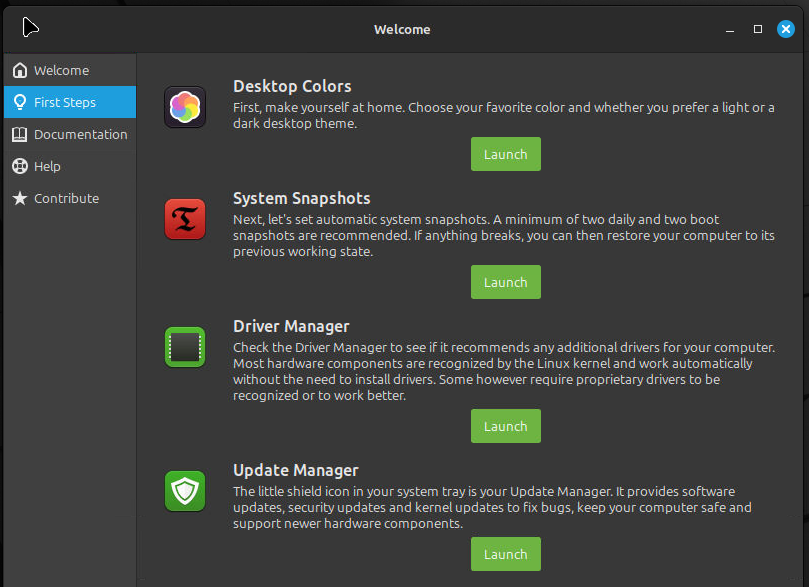 Welcome
Welcome
First Steps
Documentation
Help
Contribute
Desktop Colors
First, make yourself at home. Choose your favorite color and whether you prefer a light or a
dark desktop theme.
Launch
System Snapshots
Next, let's set automatic system snapshots. A minimum of two daily and two boot
snapshots are recommended. If anything breaks, you can then restore your computer to its
previous working state.
Launch
Driver Manager
Check the Driver Manager to see if it recommends any additional drivers for your computer.
Most hardware components are recognized by the Linux kernel and work automatically
without the need to install drivers. Some however require proprietary drivers to be
recognized or to work better.
Launch
Update Manager
The little shield icon in your system tray is your Update Manager. It provides software
updates, security updates and kernel updates to fix bugs, keep your computer safe and
support newer hardware components.
Launch